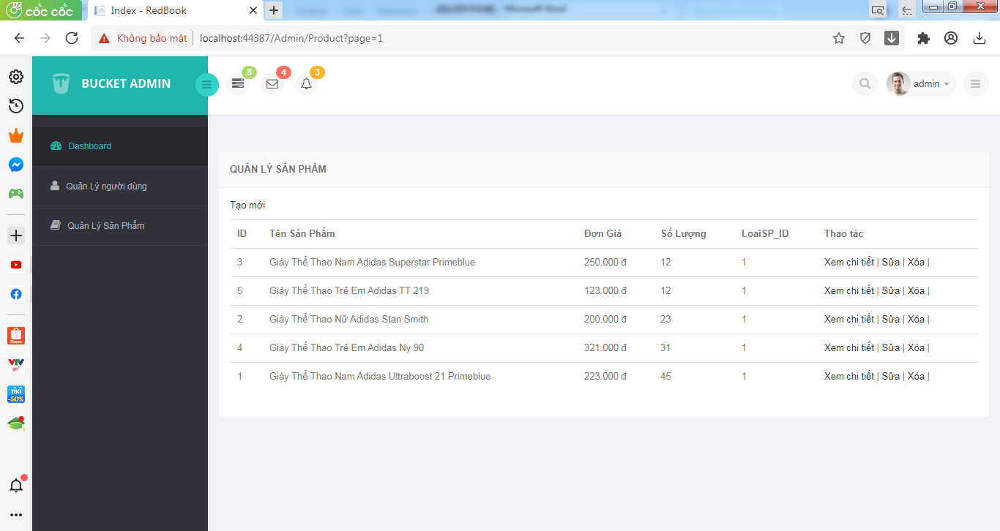 cốc cốc Index - RedBook
Không bảo mật localhost:44387/Admin/Product?page=1
BUCKET ADMIN 8 4 3 admin
Dashboard
Quản Lý người dùng
Quản Lý Sản Phẩm
QUẢN LÝ SẢN PHẨM
Tạo mới
ID Tên Sản Phẩm Đơn Giá Số Lượng LoaiSP_ID Thao tác
3 Giày Thể Thao Nam Adidas Superstar Primeblue 250.000 đ 12 1 Xem chi tiết | Sửa | Xóa |
5 Giày Thể Thao Trẻ Em Adidas TT 219 123.000 đ 12 1 Xem chi tiết | Sửa | Xóa |
2 Giày Thể Thao Nữ Adidas Stan Smith 200.000 đ 23 1 Xem chi tiết | Sửa | Xóa |
4 Giày Thể Thao Trẻ Em Adidas Ny 90 321.000 đ 31 1 Xem chi tiết | Sửa | Xóa |
1 Giày Thể Thao Nam Adidas Ultraboost 21 Primeblue 223.000 đ 45 1 Xem chi tiết | Sửa | Xóa |
Shopee
VTV
go
TIKI
-50%